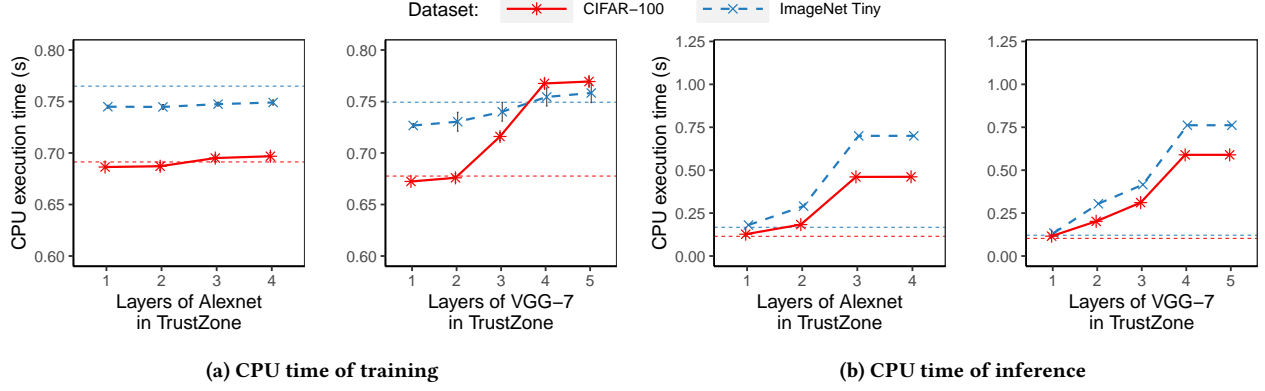 Dataset: CIFAR−100 ImageNet Tiny
CPU execution time (s)
0.80
0.75
0.70
0.65
0.60
1 2 3 4
Layers of Alexnet
in TrustZone
0.80
0.75
0.70
0.65
0.60
1 2 3 4 5
Layers of VGG−7
in TrustZone
(a) CPU time of training
CPU execution time (s)
1.25
1.00
0.75
0.50
0.25
0.00
1 2 3 4
Layers of Alexnet
in TrustZone
1.25
1.00
0.75
0.50
0.25
0.00
1 2 3 4 5
Layers of VGG−7
in TrustZone
(b) CPU time of inference